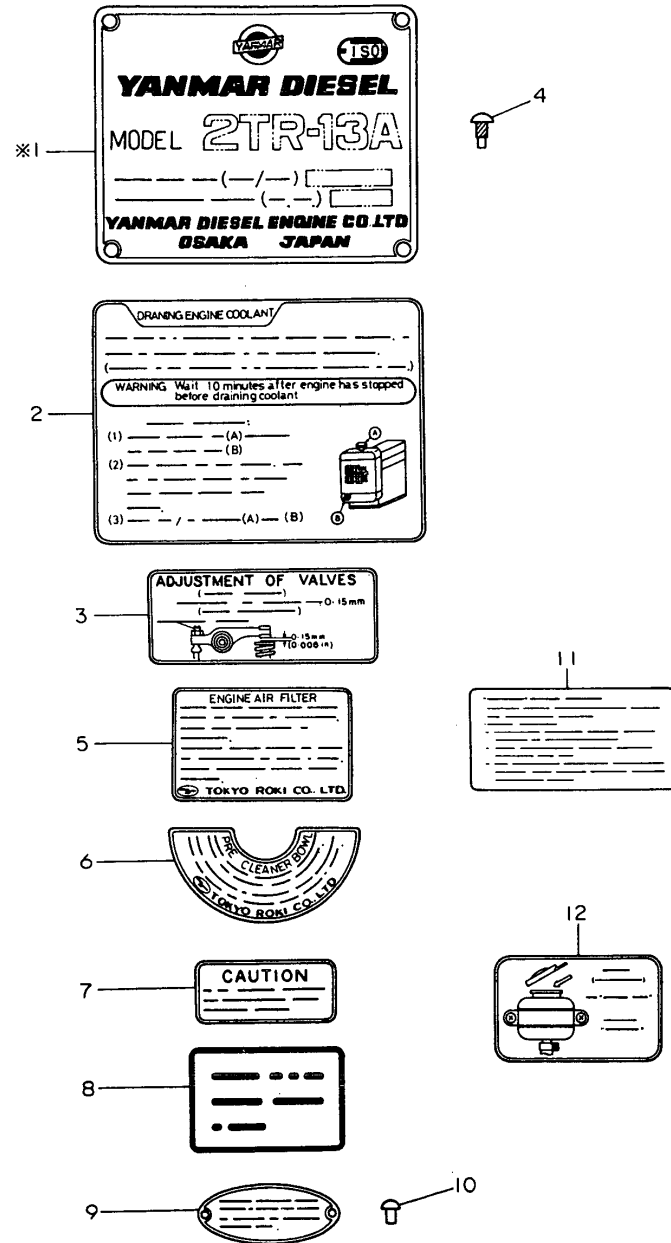 YANMAR
ISO
YANMAR DIESEL
MODEL 2TR-13A
(—/—)
(—.—)
YANMAR DIESEL ENGINE CO.LTD
OSAKA JAPAN
※1
4
DRANING ENGINE COOLANT
WARNING Wait 10 minutes after engine has stopped
before draining coolant
(1) (A)
(B)
(2)
(3) / (A) (B)
A
B
2
ADJUSTMENT OF VALVES
0.15mm
0.15mm
(0.006 in)
3
ENGINE AIR FILTER
TOKYO ROKI CO., LTD.
5
11
PRE CLEANER BOWL
TOKYO ROKI CO., LTD
6
CAUTION
7
12
8
9
10